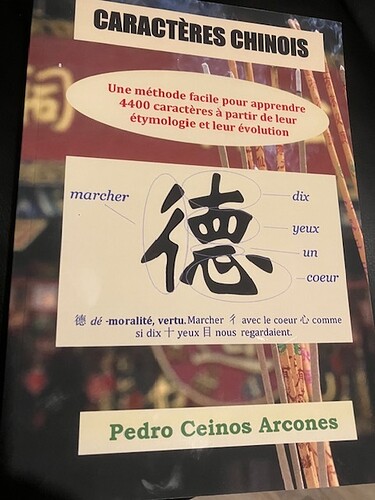 CARACTÈRES CHINOIS
Une méthode facile pour apprendre
4400 caractères à partir de leur
étymologie et leur évolution
marcher
德
dix
yeux
un
coeur
德 dé -moralité, vertu. Marcher 彳 avec le coeur 心 comme
si dix 十 yeux 目 nous regardaient.
Pedro Ceinos Arcones